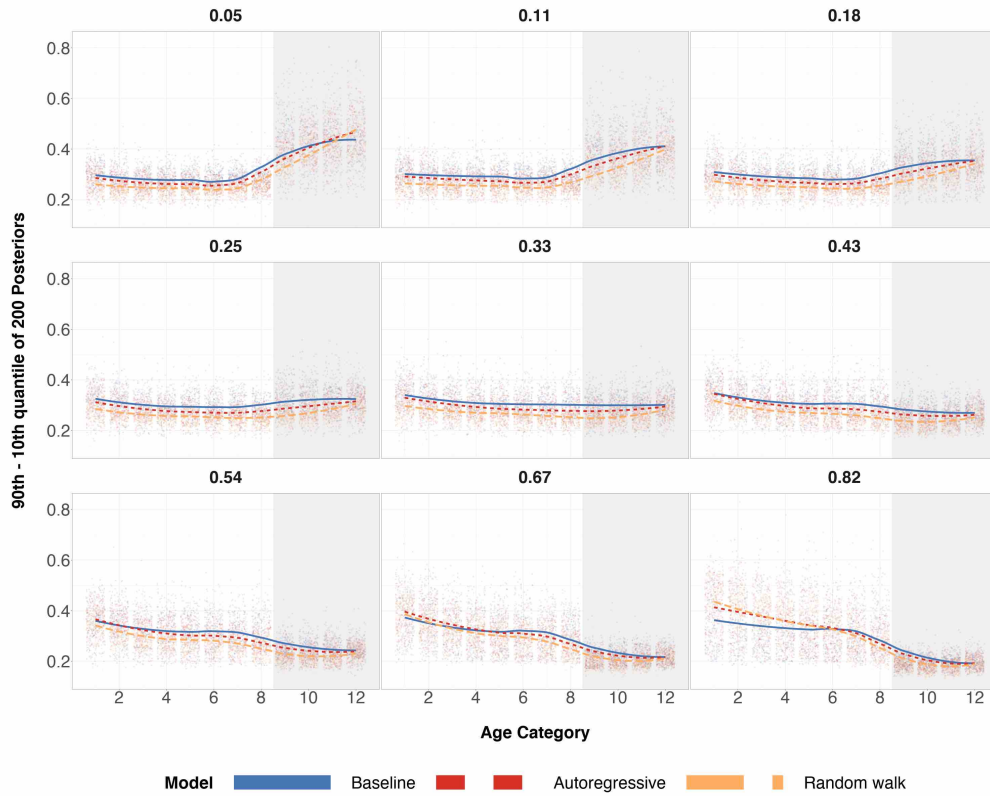 0.05 0.11 0.18
0.8
0.6
0.4
0.2
0.25 0.33 0.43
0.8
0.6
0.4
0.2
0.54 0.67 0.82
0.8
0.6
0.4
0.2
2 4 6 8 10 12 2 4 6 8 10 12 2 4 6 8 10 12
90th - 10th quantile of 200 Posteriors
Age Category
Model Baseline Autoregressive Random walk